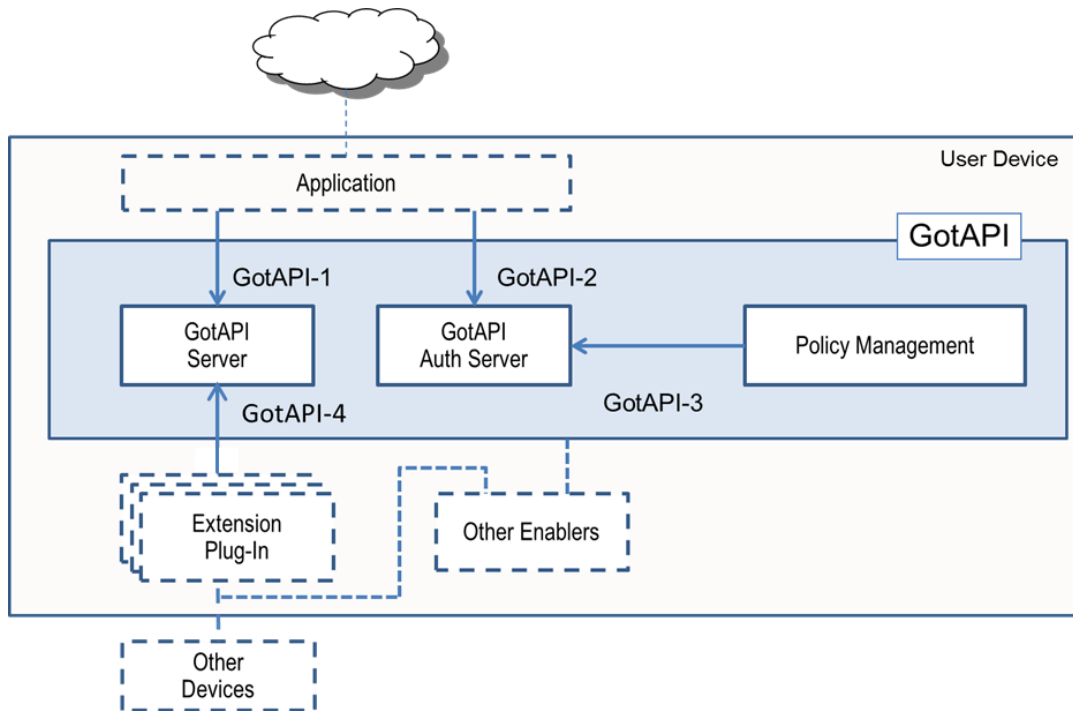 User Device
Application
GotAPI
GotAPI-1
GotAPI-2
GotAPI
Server
GotAPI
Auth Server
Policy Management
GotAPI-4
GotAPI-3
Extension
Plug-In
Other Enablers
Other
Devices